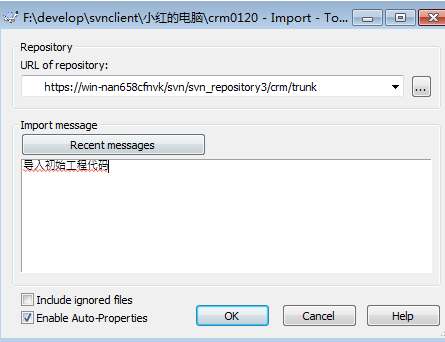 F:\develop\svnclient\小红的电脑\crm0120 - Import - To...
Repository
URL of repository:
https://win-nan658cfnvk/svn/svn_repository3/crm/trunk
...
Import message
Recent messages
导入初始工程代码
Include ignored files
Enable Auto-Properties
OK
Cancel
Help